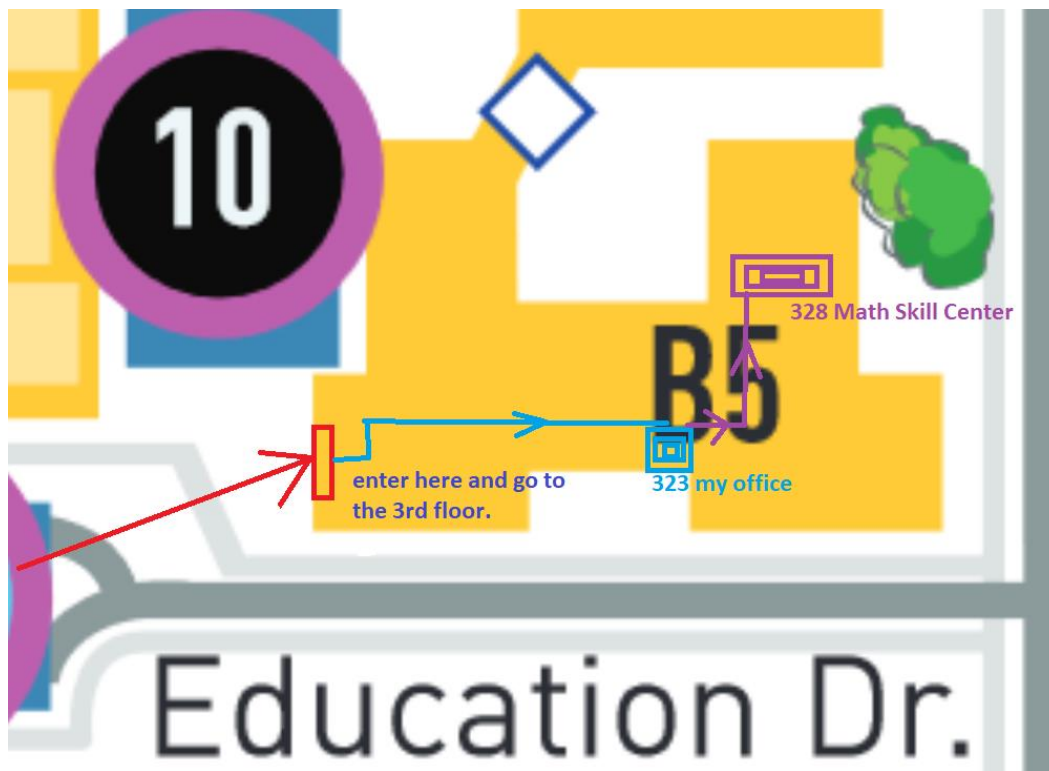 10
328 Math Skill Center
B5
enter here and go to
the 3rd floor.
323 my office
Education Dr.